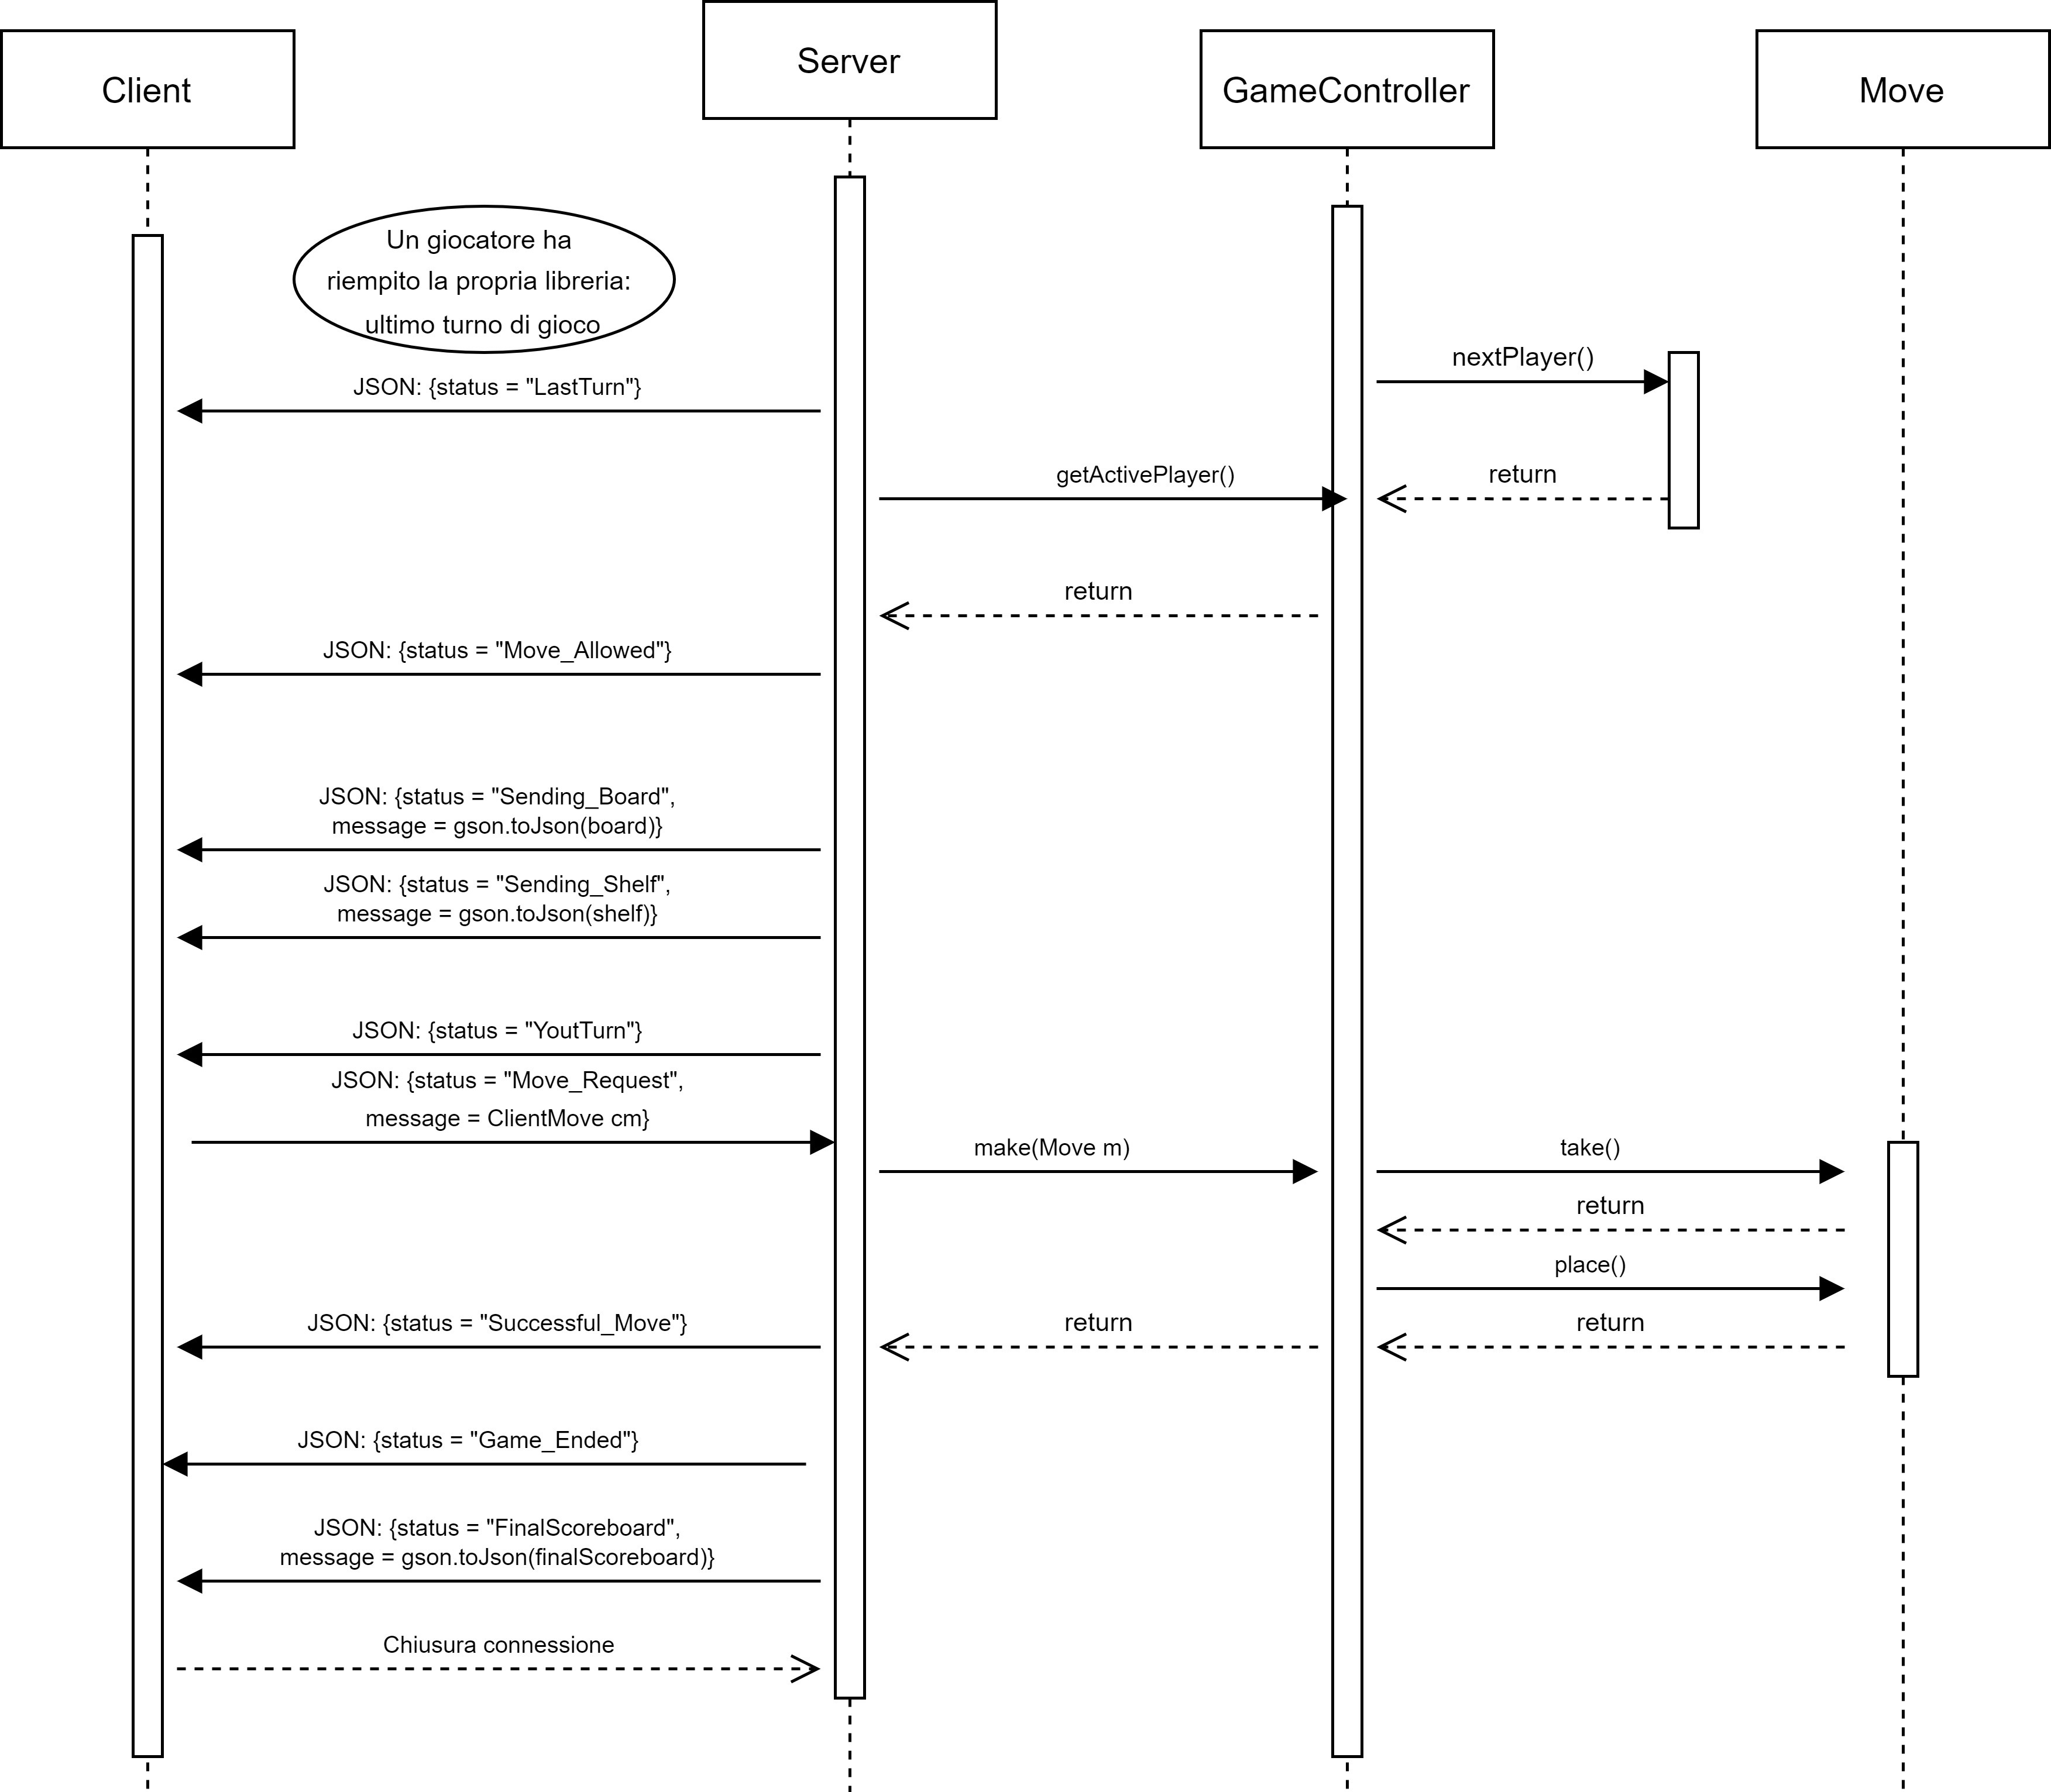 Client
Server
GameController
Move
Un giocatore ha
riempito la propria libreria:
ultimo turno di gioco
nextPlayer()
JSON: {status = "LastTurn"}
getActivePlayer()
return
return
JSON: {status = "Move_Allowed"}
JSON: {status = "Sending_Board",
message = gson.toJson(board)}
JSON: {status = "Sending_Shelf",
message = gson.toJson(shelf)}
JSON: {status = "YoutTurn"}
JSON: {status = "Move_Request",
message = ClientMove cm}
make(Move m)
take()
return
place()
JSON: {status = "Successful_Move"}
return
return
JSON: {status = "Game_Ended"}
JSON: {status = "FinalScoreboard",
message = gson.toJson(finalScoreboard)}
Chiusura connessione